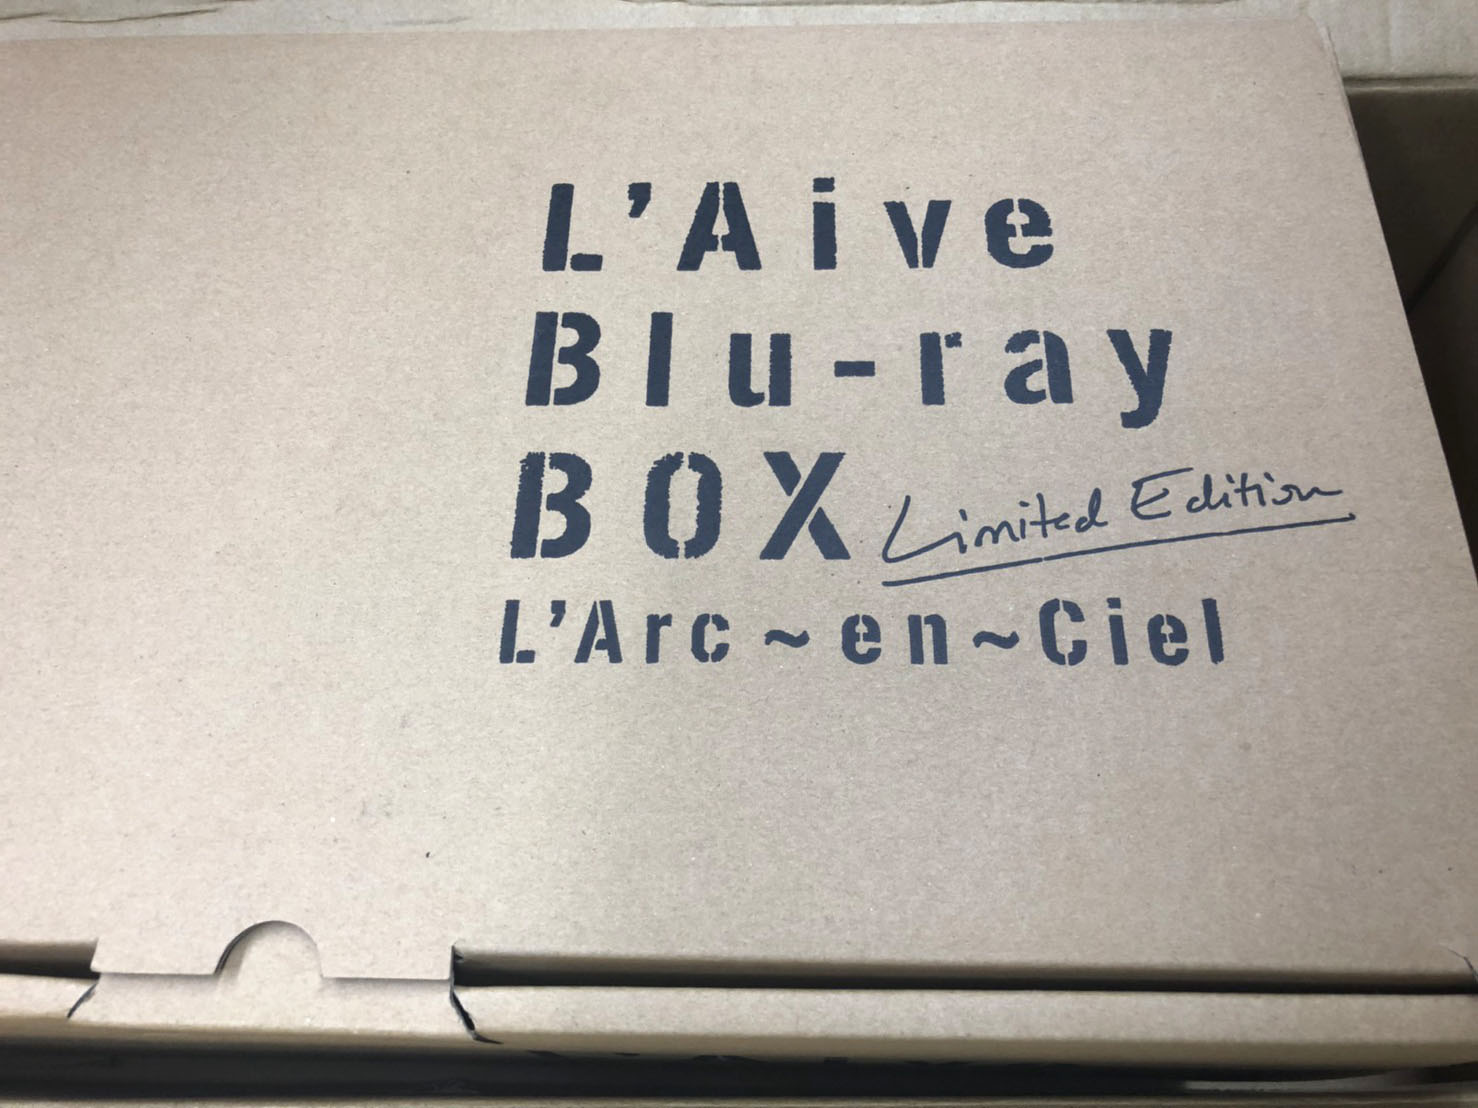 L'Aive
Blu-ray
BOX Limited Edition
L'Arc~en~Ciel